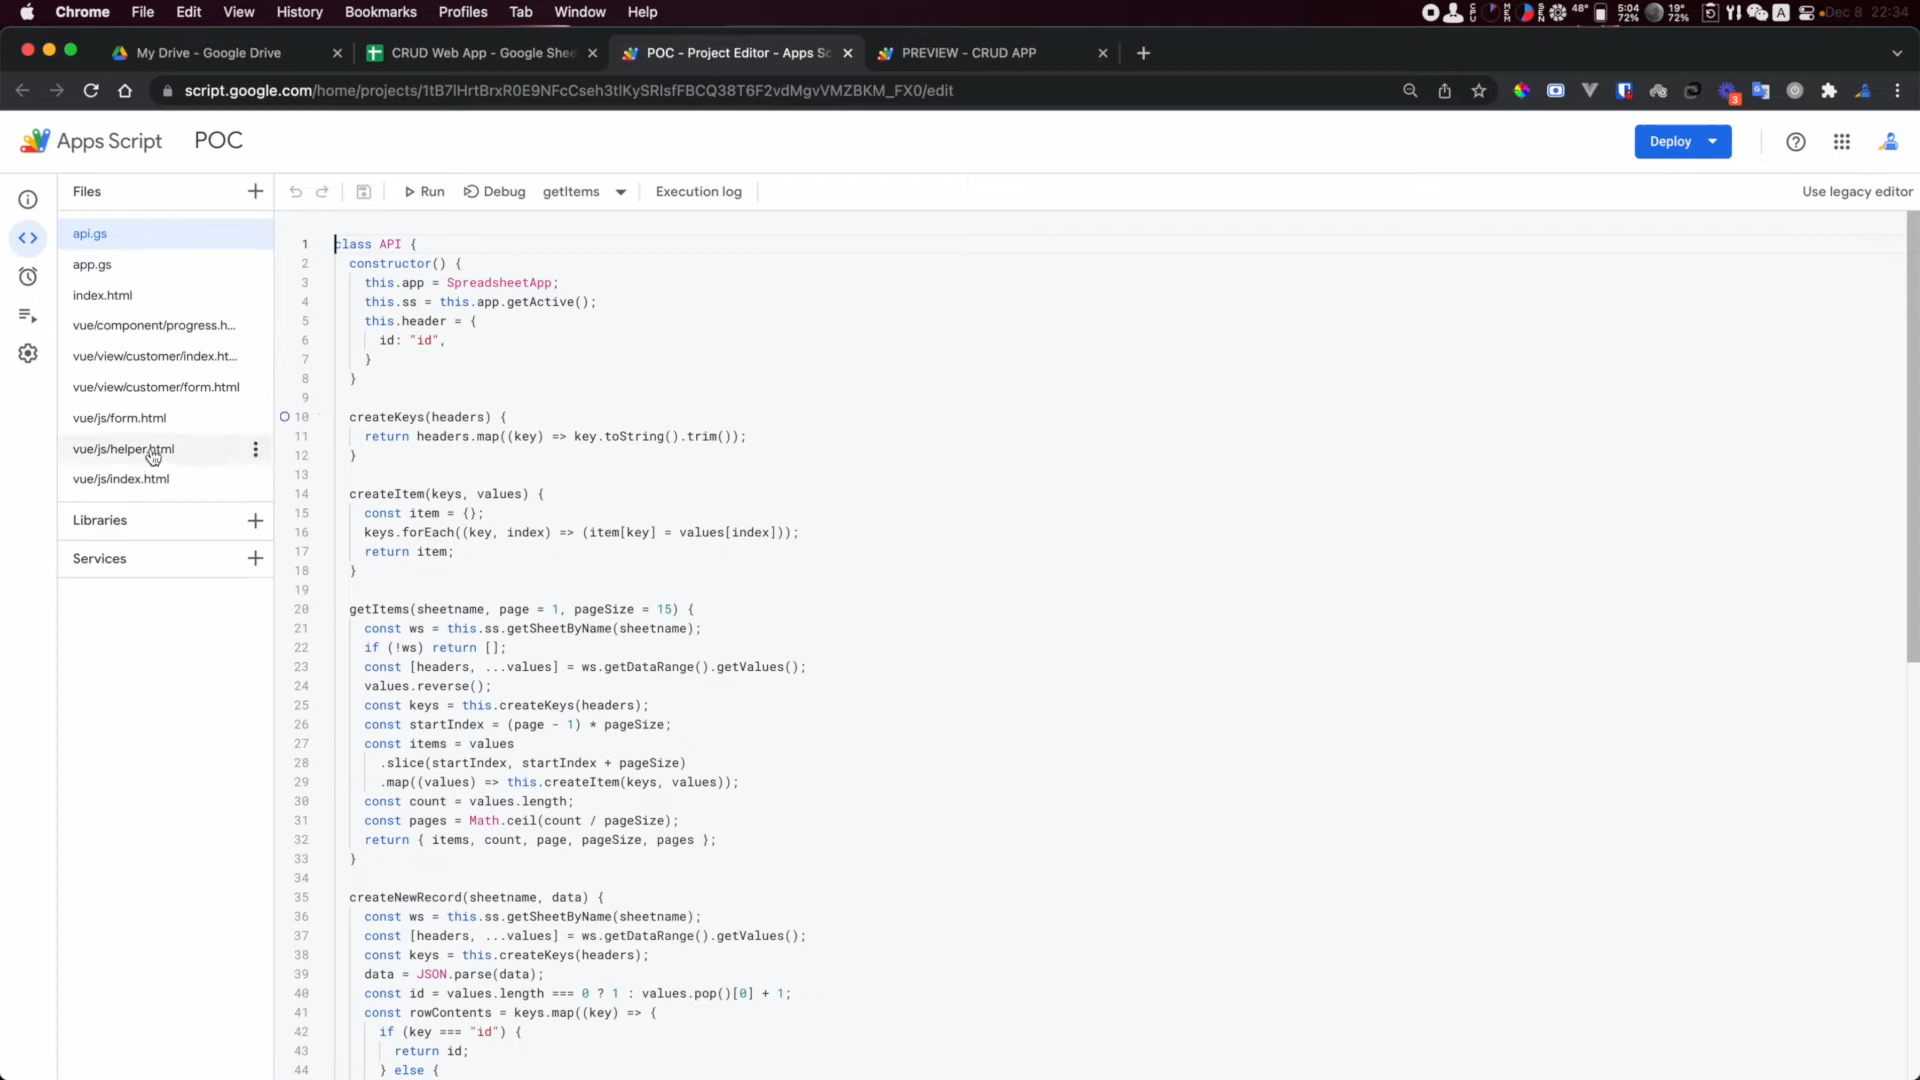 Chrome File Edit View History Bookmarks Profiles Tab Window Help
48° 5:04 72% 19° 72% A Dec 8 22:34
My Drive - Google Drive
CRUD Web App - Google Shee
POC - Project Editor - Apps Sc
PREVIEW - CRUD APP
script.google.com/home/projects/1tB7lHrtBrxR0E9NFcCseh3tlKySRlsfFBCQ38T6F2vdMgvVMZBKM_FX0/edit
3
Apps Script POC
Deploy
Files
Run Debug getItems Execution log
Use legacy editor
api.gs
app.gs
index.html
vue/component/progress.h...
vue/view/customer/index.ht...
vue/view/customer/form.html
vue/js/form.html
vue/js/helper.html
vue/js/index.html
Libraries
Services
1 class API {
2 constructor() {
3 this.app = SpreadsheetApp;
4 this.ss = this.app.getActive();
5 this.header = {
6 id: "id",
7 }
8 }
9
10 createKeys(headers) {
11 return headers.map((key) => key.toString().trim());
12 }
13
14 createItem(keys, values) {
15 const item = {};
16 keys.forEach((key, index) => (item[key] = values[index]));
17 return item;
18 }
19
20 getItems(sheetname, page = 1, pageSize = 15) {
21 const ws = this.ss.getSheetByName(sheetname);
22 if (!ws) return [];
23 const [headers, ...values] = ws.getDataRange().getValues();
24 values.reverse();
25 const keys = this.createKeys(headers);
26 const startIndex = (page - 1) * pageSize;
27 const items = values
28 .slice(startIndex, startIndex + pageSize)
29 .map((values) => this.createItem(keys, values));
30 const count = values.length;
31 const pages = Math.ceil(count / pageSize);
32 return { items, count, page, pageSize, pages };
33 }
34
35 createNewRecord(sheetname, data) {
36 const ws = this.ss.getSheetByName(sheetname);
37 const [headers, ...values] = ws.getDataRange().getValues();
38 const keys = this.createKeys(headers);
39 data = JSON.parse(data);
40 const id = values.length === 0 ? 1 : values.pop()[0] + 1;
41 const rowContents = keys.map((key) => {
42 if (key === "id") {
43 return id;
44 } else {